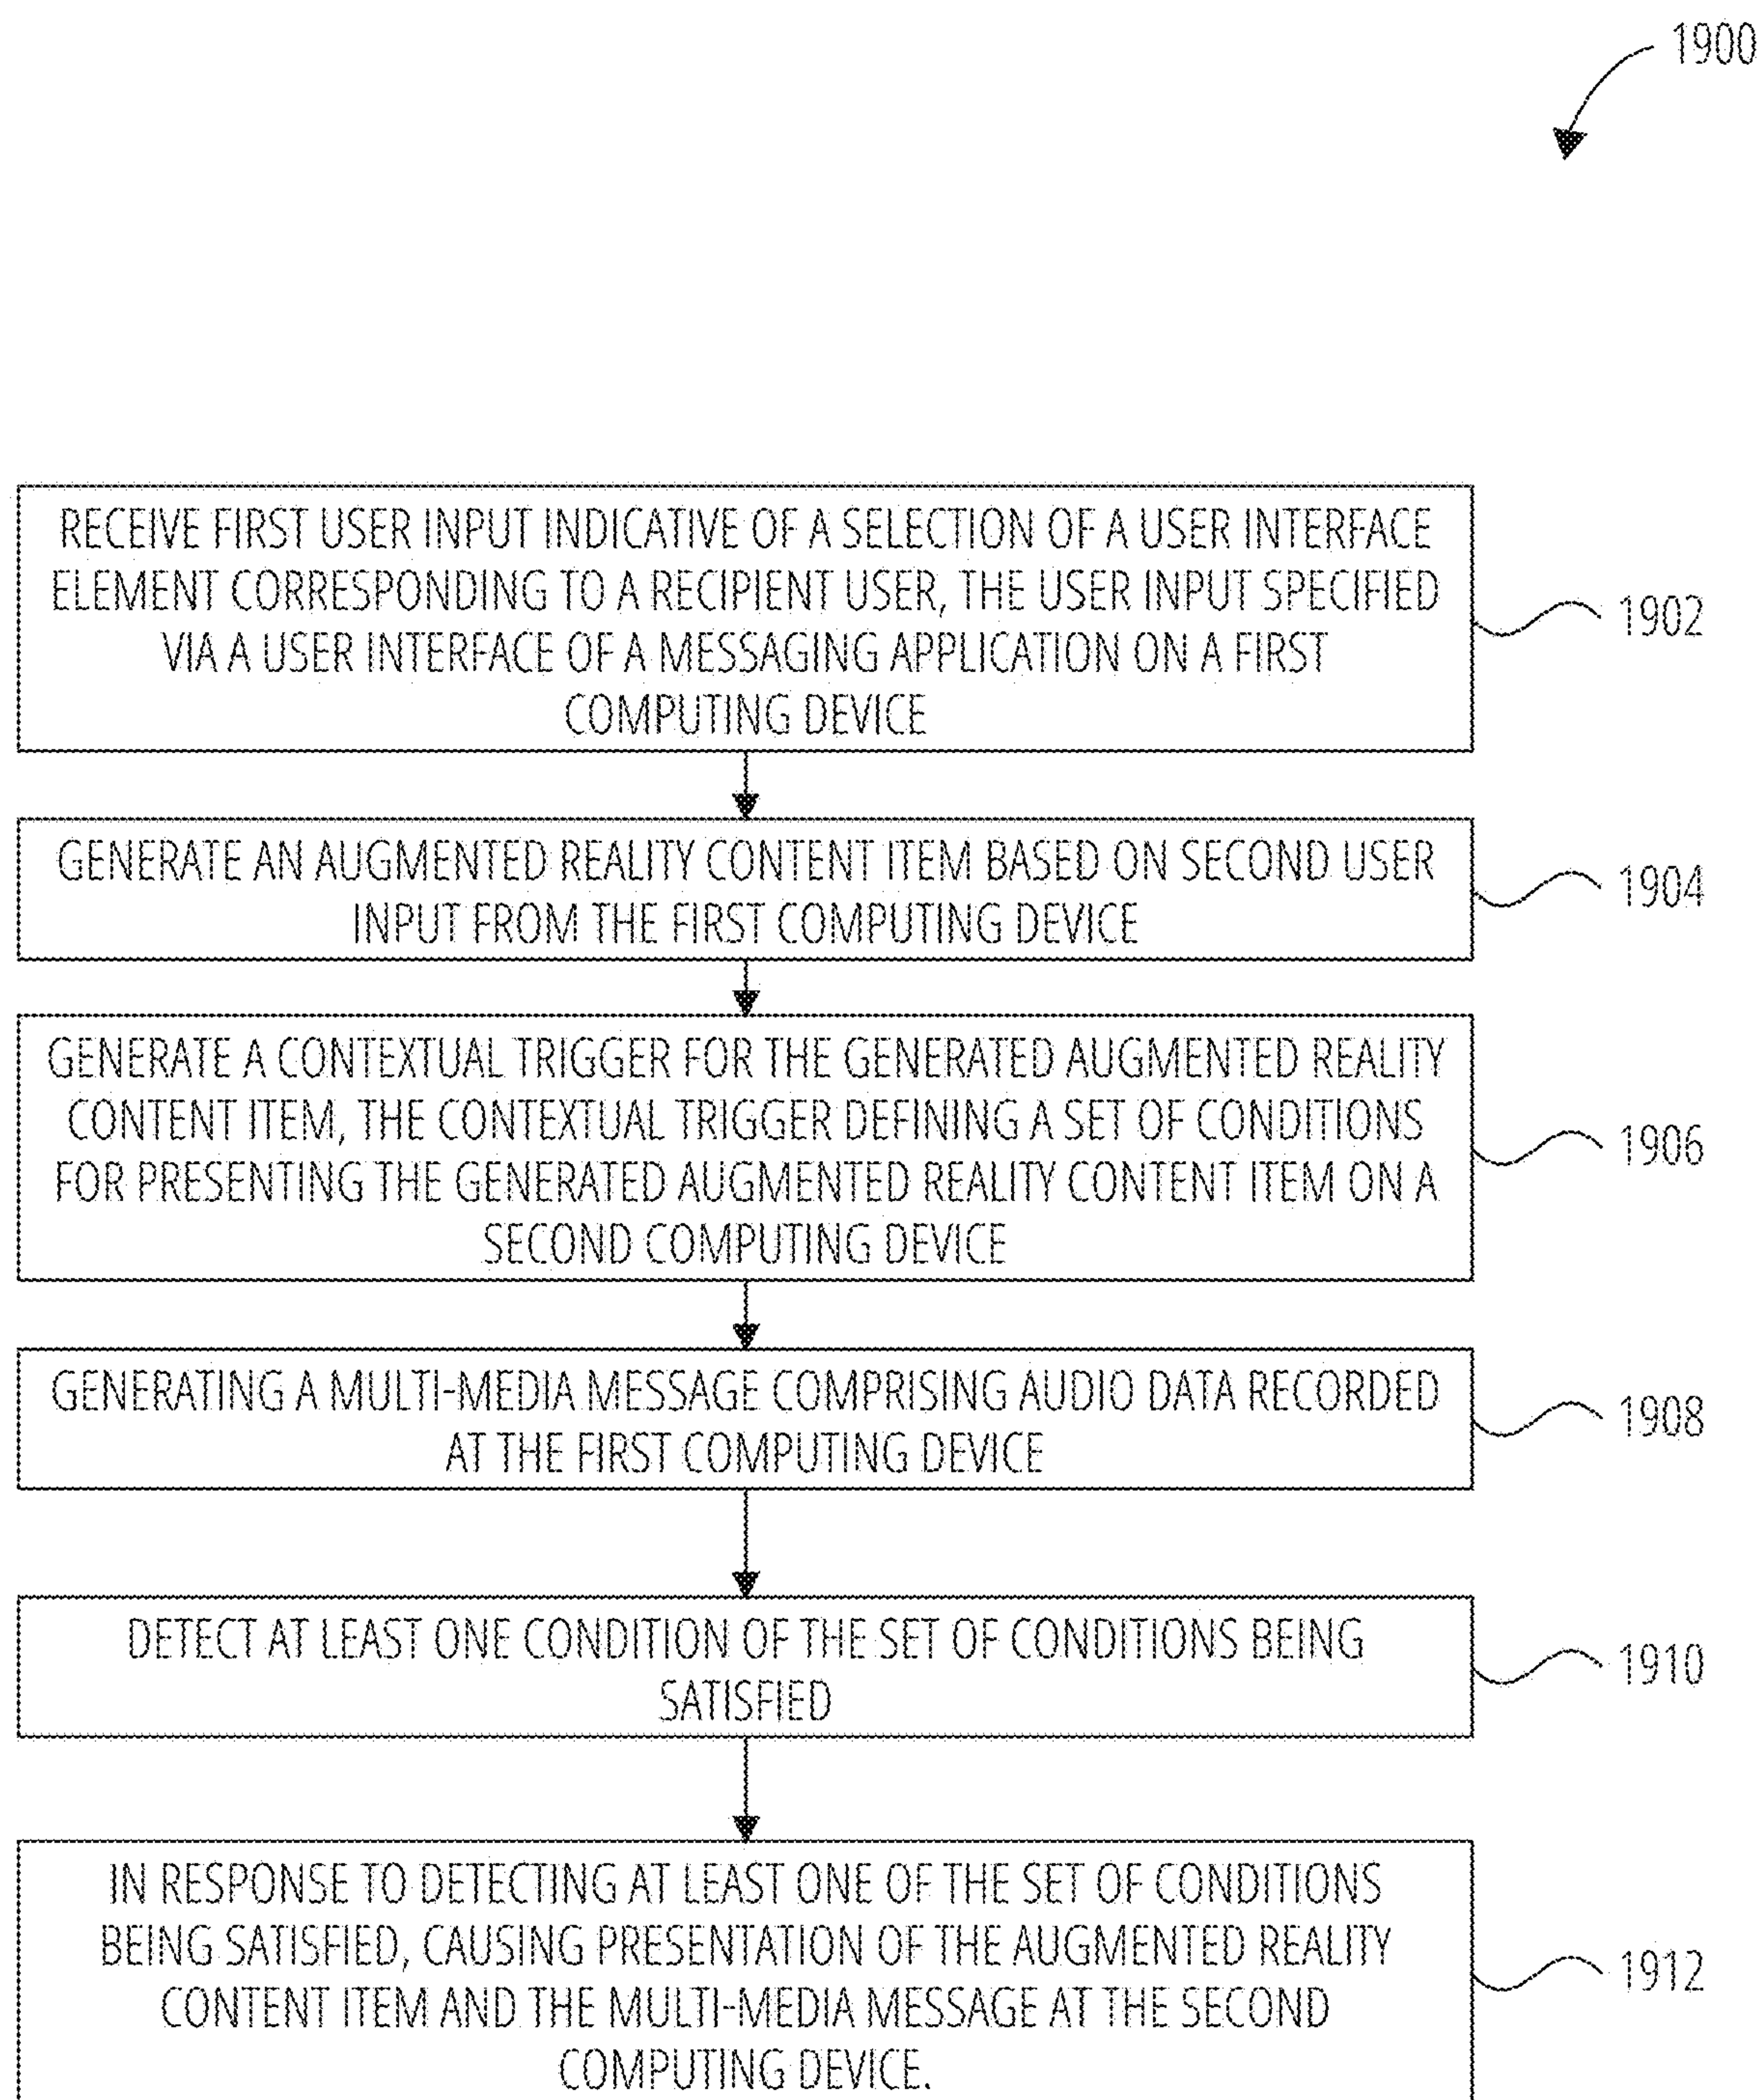 1900
RECEIVE FIRST USER INPUT INDICATIVE OF A SELECTION OF A USER INTERFACE
ELEMENT CORRESPONDING TO A RECIPIENT USER, THE USER INPUT SPECIFIED
VIA A USER INTERFACE OF A MESSAGING APPLICATION ON A FIRST
COMPUTING DEVICE
1902
GENERATE AN AUGMENTED REALITY CONTENT ITEM BASED ON SECOND USER
INPUT FROM THE FIRST COMPUTING DEVICE
1904
GENERATE A CONTEXTUAL TRIGGER FOR THE GENERATED AUGMENTED REALITY
CONTENT ITEM, THE CONTEXTUAL TRIGGER DEFINING A SET OF CONDITIONS
FOR PRESENTING THE GENERATED AUGMENTED REALITY CONTENT ITEM ON A
SECOND COMPUTING DEVICE
1906
GENERATING A MULTI-MEDIA MESSAGE COMPRISING AUDIO DATA RECORDED
AT THE FIRST COMPUTING DEVICE
1908
DETECT AT LEAST ONE CONDITION OF THE SET OF CONDITIONS BEING
SATISFIED
1910
IN RESPONSE TO DETECTING AT LEAST ONE OF THE SET OF CONDITIONS
BEING SATISFIED, CAUSING PRESENTATION OF THE AUGMENTED REALITY
CONTENT ITEM AND THE MULTI-MEDIA MESSAGE AT THE SECOND
COMPUTING DEVICE.
1912